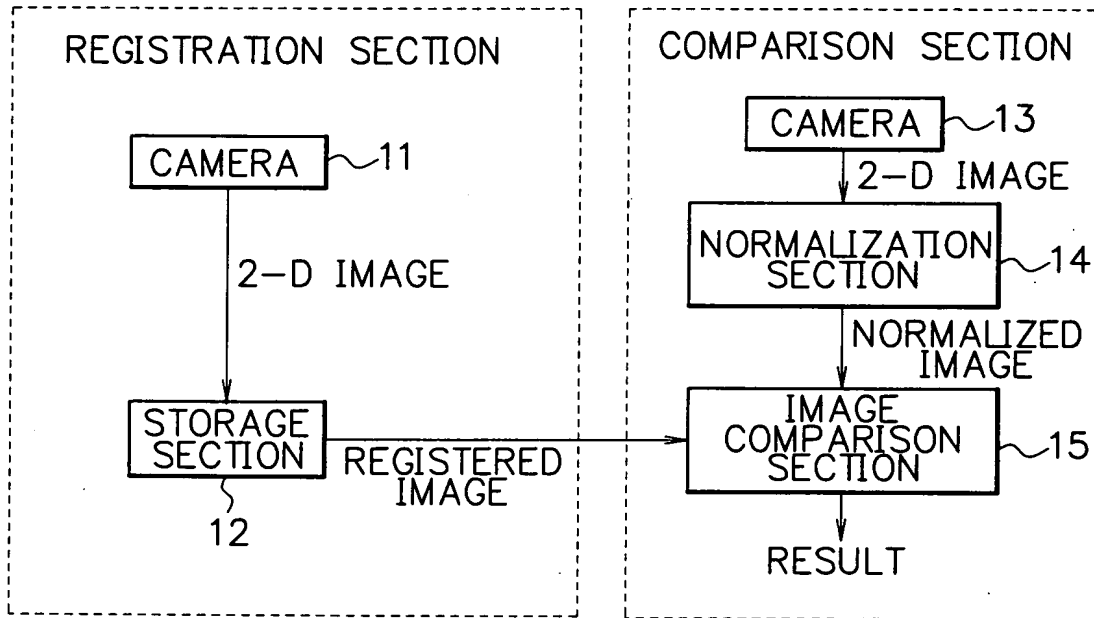 REGISTRATION SECTION
CAMERA
11
2-D IMAGE
STORAGE
SECTION
12
REGISTERED
IMAGE
COMPARISON SECTION
CAMERA
13
2-D IMAGE
NORMALIZATION
SECTION
14
NORMALIZED
IMAGE
IMAGE
COMPARISON
SECTION
15
RESULT